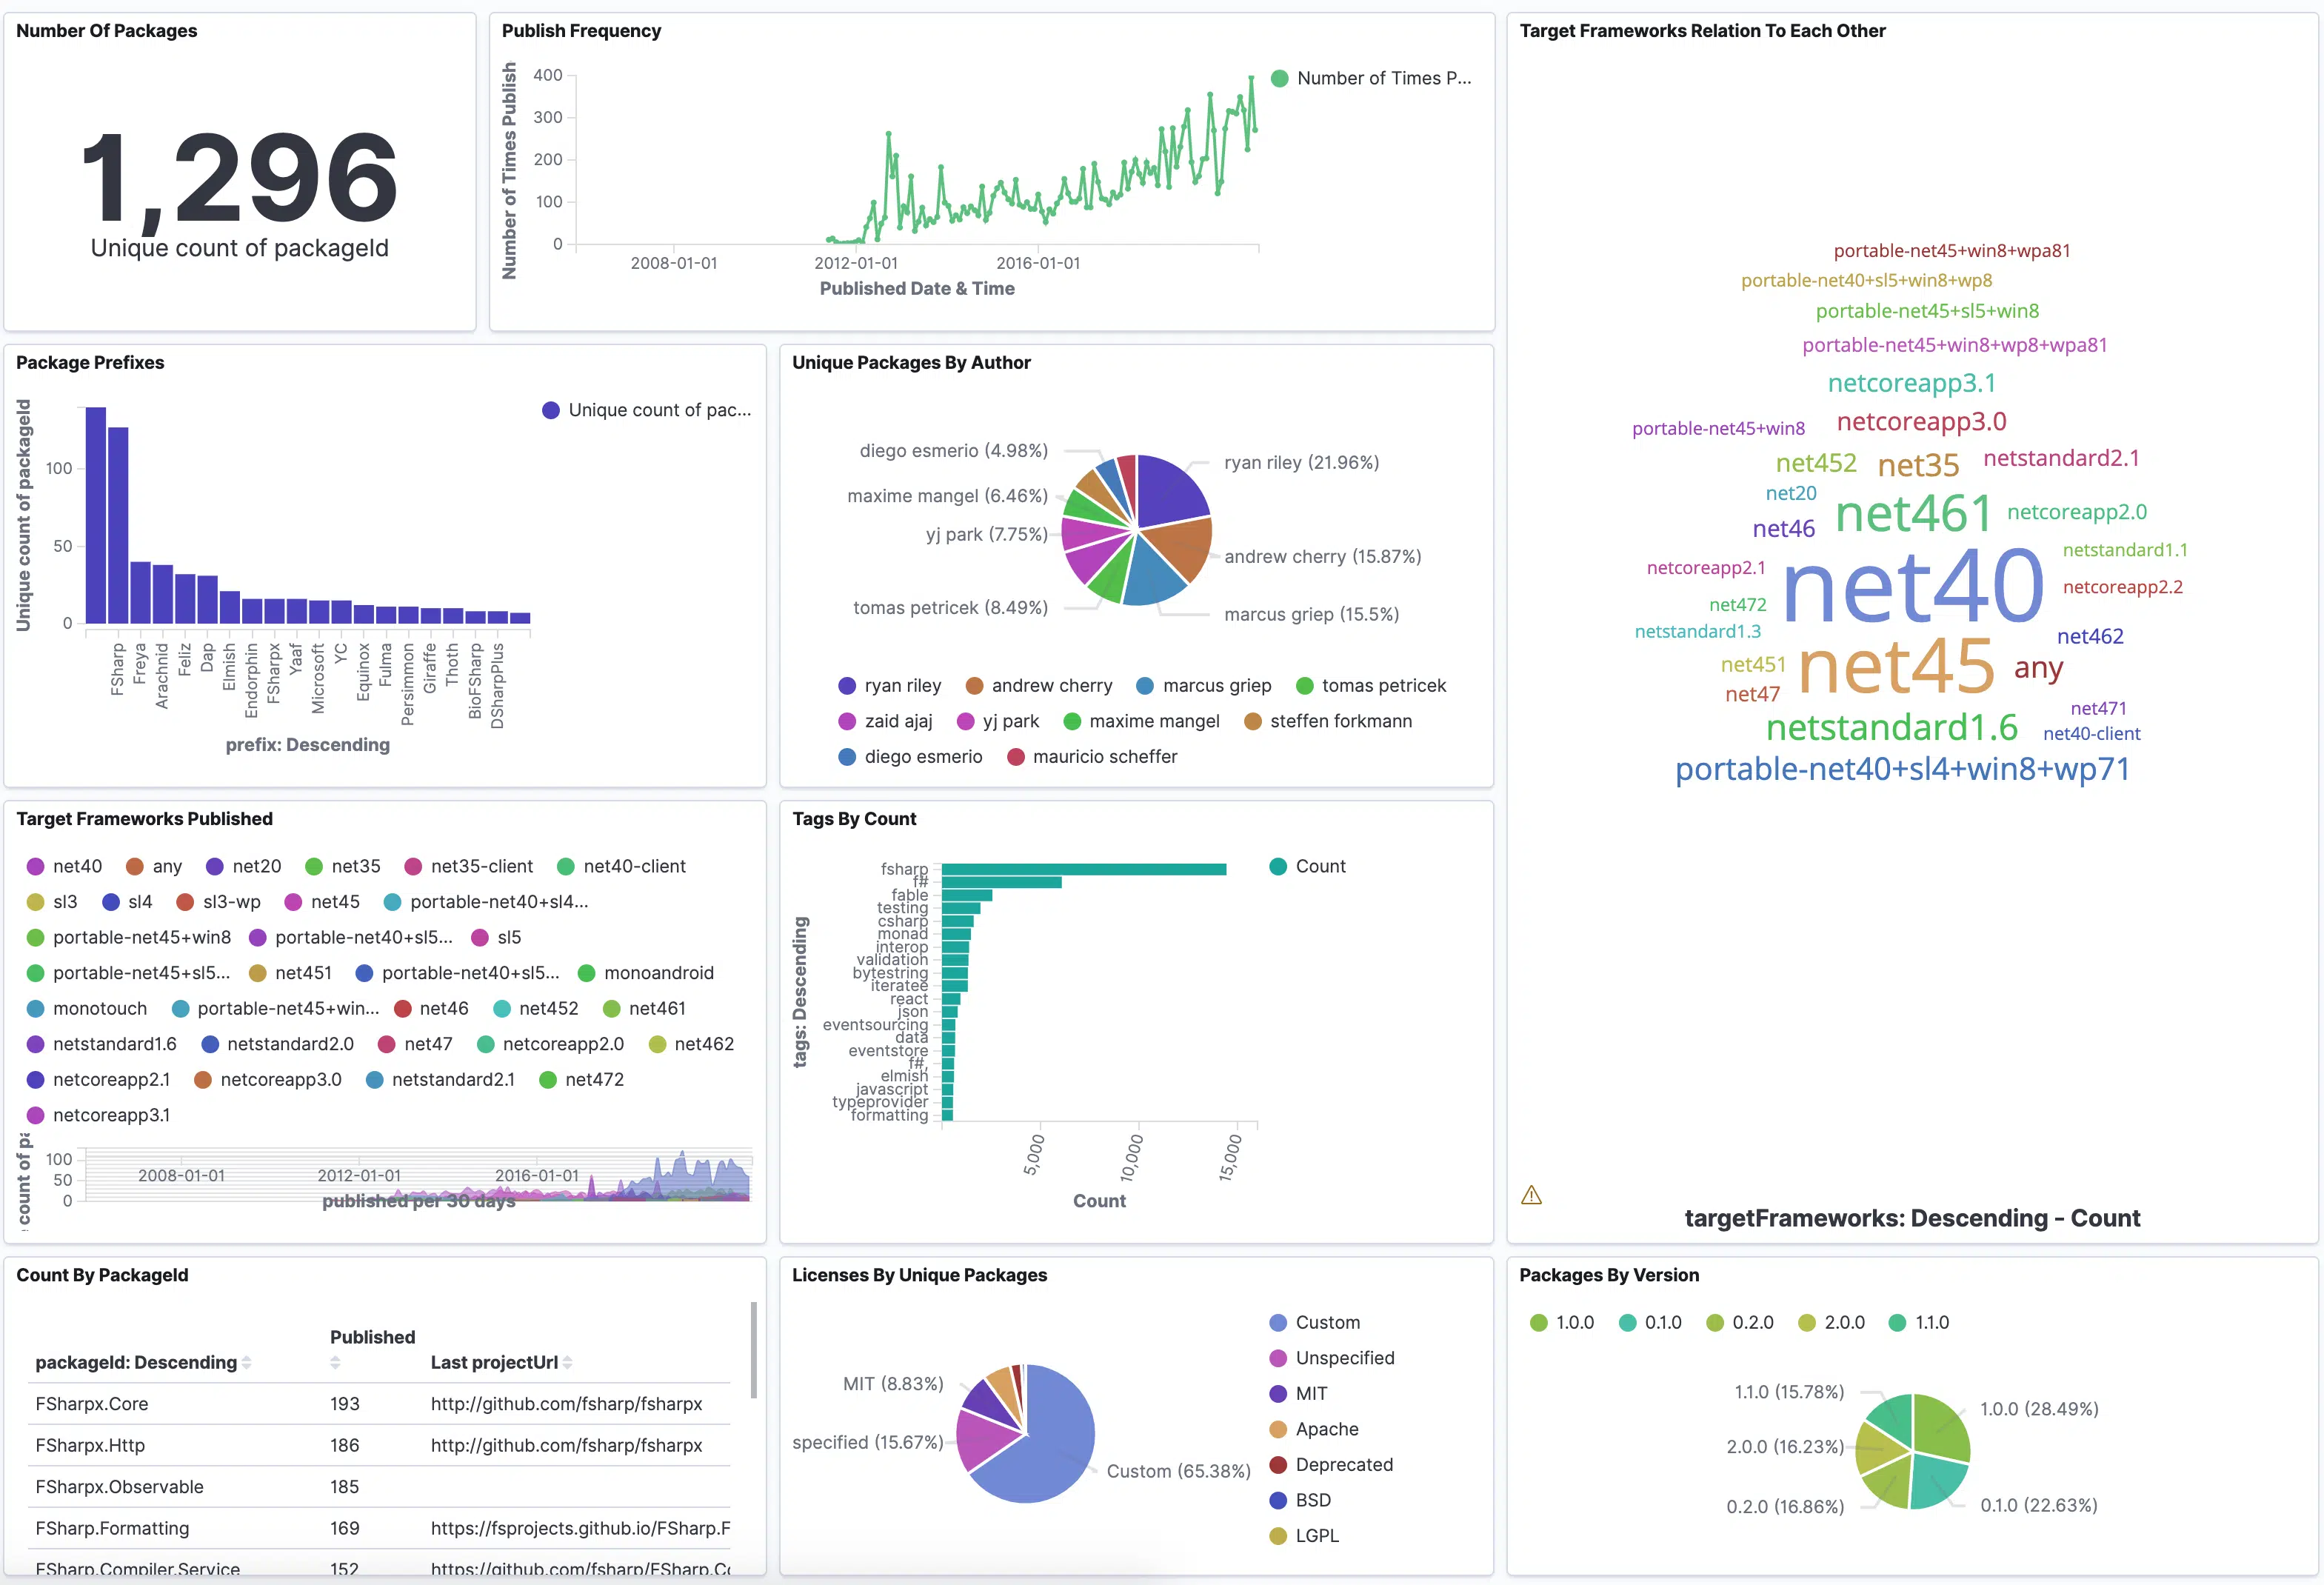 Number Of Packages
1,296
Unique count of packageId
Publish Frequency
Number of Times Publish
400
300
200
100
0
2008-01-01
2012-01-01
2016-01-01
Published Date & Time
Number of Times P...
Target Frameworks Relation To Each Other
portable-net45+win8+wpa81
portable-net40+sl5+win8+wp8
portable-net45+sl5+win8
portable-net45+win8+wp8+wpa81
netcoreapp3.1
portable-net45+win8 netcoreapp3.0
net452 net35 netstandard2.1
net20
net461 netcoreapp2.0
net46
netstandard1.1
netcoreapp2.1 net40 netcoreapp2.2
net472
netstandard1.3 net462
net451 net45 any
net47
net471
netstandard1.6 net40-client
portable-net40+sl4+win8+wp71
targetFrameworks: Descending - Count
Package Prefixes
Unique count of packageId
100
50
0
FSharp
Freya
Arachnid
Feliz
Dap
Elmish
Endorphin
FSharpx
Yaaf
Microsoft
YC
Equinox
Fulma
Persimmon
Giraffe
Thoth
BioFSharp
DSharpPlus
prefix: Descending
Unique count of pac...
Unique Packages By Author
diego esmerio (4.98%)
maxime mangel (6.46%)
yj park (7.75%)
tomas petricek (8.49%)
ryan riley (21.96%)
andrew cherry (15.87%)
marcus griep (15.5%)
ryan riley andrew cherry marcus griep tomas petricek
zaid ajaj yj park maxime mangel steffen forkmann
diego esmerio mauricio scheffer
Target Frameworks Published
net40 any net20 net35 net35-client net40-client
sl3 sl4 sl3-wp net45 portable-net40+sl4...
portable-net45+win8 portable-net40+sl5... sl5
portable-net45+sl5... net451 portable-net40+sl5... monoandroid
monotouch portable-net45+win... net46 net452 net461
netstandard1.6 netstandard2.0 net47 netcoreapp2.0 net462
netcoreapp2.1 netcoreapp3.0 netstandard2.1 net472
netcoreapp3.1
count of pa
100
50
0
2008-01-01
2012-01-01
2016-01-01
published per 30 days
Tags By Count
tags: Descending
fsharp
f#
fable
testing
csharp
monad
interop
validation
bytestring
iteratee
react
json
eventsourcing
data
eventstore
f#,
elmish
javascript
typeprovider
formatting
5,000
10,000
15,000
Count
Count
Count By PackageId
packageId: Descending Published Last projectUrl
FSharpx.Core 193 http://github.com/fsharp/fsharpx
FSharpx.Http 186 http://github.com/fsharp/fsharpx
FSharpx.Observable 185
FSharp.Formatting 169 https://fsprojects.github.io/FSharp.F
FSharp.Compiler.Service 152 https://github.com/fsharp/FSharp.Co
Licenses By Unique Packages
MIT (8.83%)
specified (15.67%)
Custom (65.38%)
Custom
Unspecified
MIT
Apache
Deprecated
BSD
LGPL
Packages By Version
1.0.0 0.1.0 0.2.0 2.0.0 1.1.0
1.1.0 (15.78%)
2.0.0 (16.23%)
0.2.0 (16.86%)
1.0.0 (28.49%)
0.1.0 (22.63%)